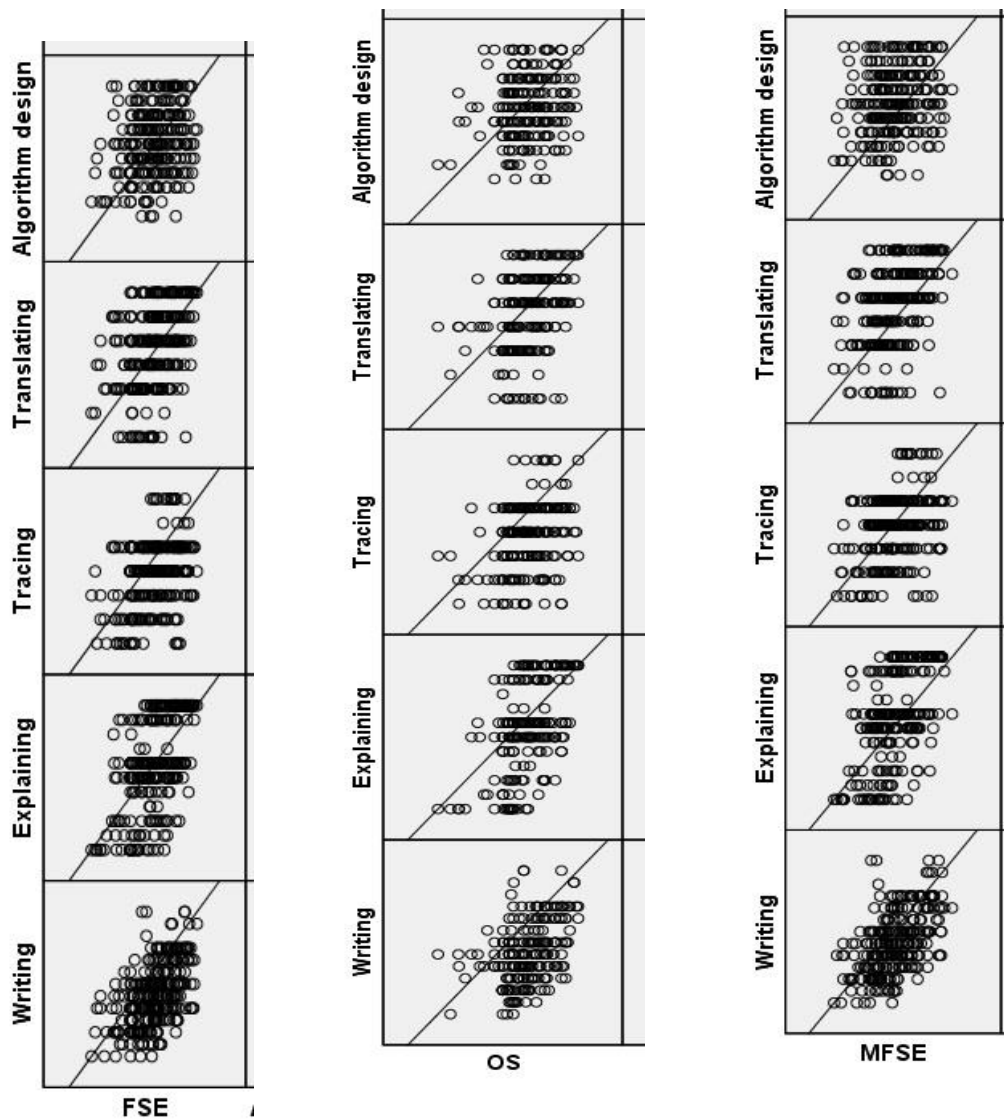 Algorithm design
Translating
Tracing
Explaining
Writing
FSE
Algorithm design
Translating
Tracing
Explaining
Writing
OS
Algorithm design
Translating
Tracing
Explaining
Writing
MFSE